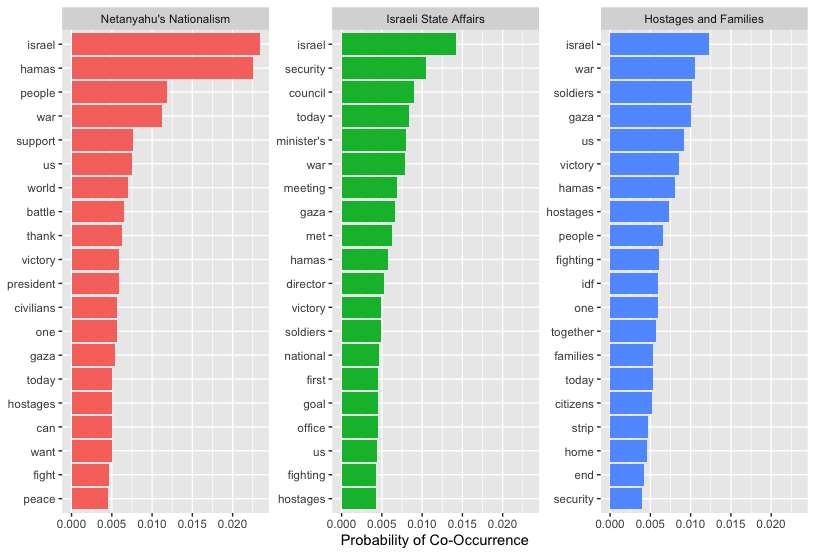 Netanyahu's Nationalism
israel
hamas
people
war
support
us
world
battle
thank
victory
president
civilians
one
gaza
today
hostages
can
want
fight
peace
0.000 0.005 0.010 0.015 0.020
Israeli State Affairs
israel
security
council
today
minister's
war
meeting
gaza
met
hamas
director
victory
soldiers
national
first
goal
office
us
fighting
hostages
0.000 0.005 0.010 0.015 0.020
Hostages and Families
israel
war
soldiers
gaza
us
victory
hamas
hostages
people
fighting
idf
one
together
families
today
citizens
strip
home
end
security
0.000 0.005 0.010 0.015 0.020
Probability of Co-Occurrence